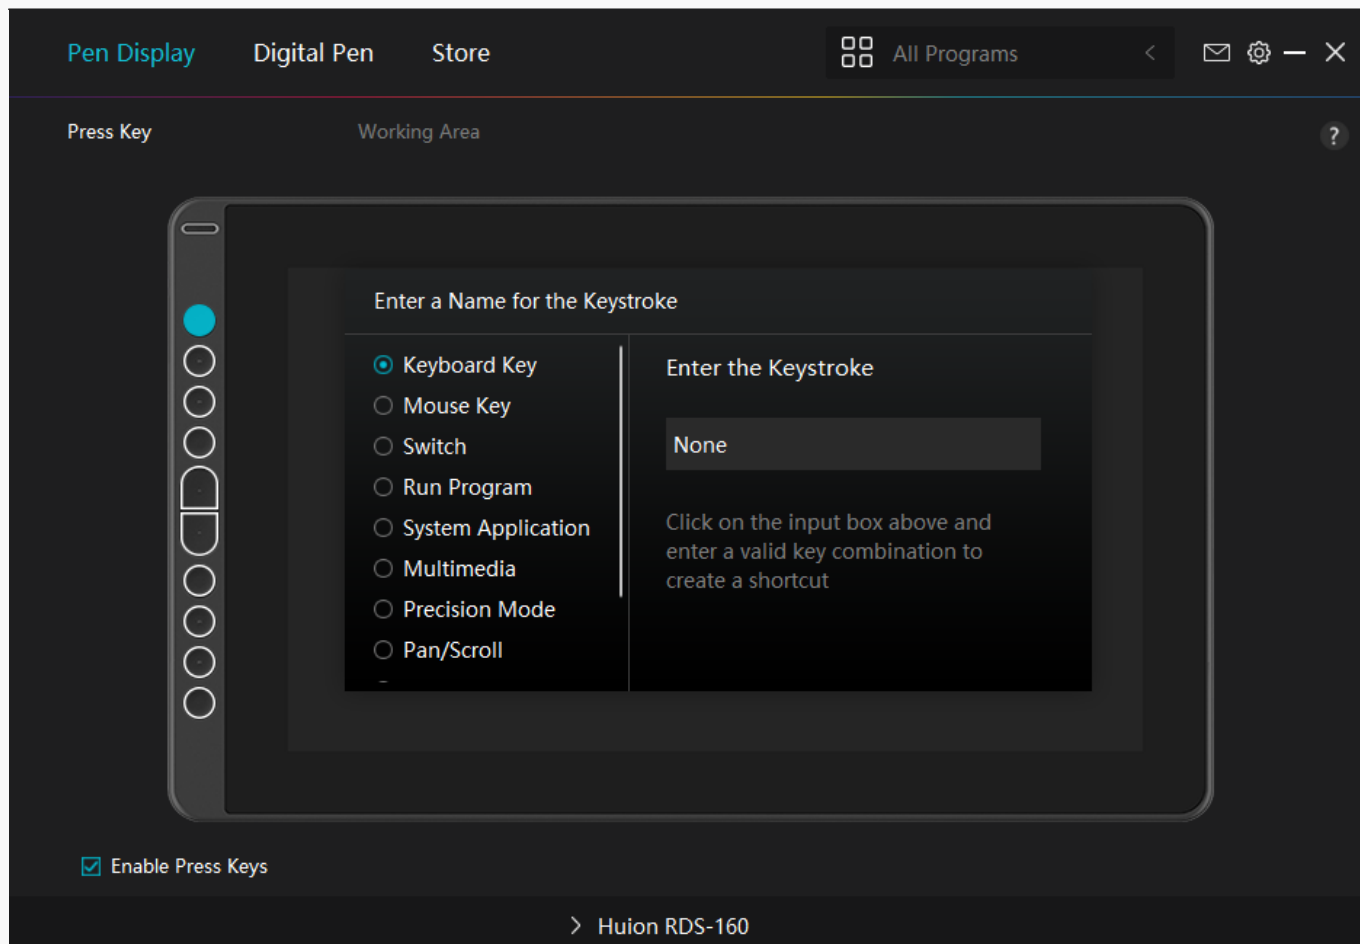 Pen Display
Digital Pen
Store
All Programs
Press Key
Working Area
?
Enter a Name for the Keystroke
Keyboard Key
Mouse Key
Switch
Run Program
System Application
Multimedia
Precision Mode
Pan/Scroll
Enter the Keystroke
None
Click on the input box above and
enter a valid key combination to
create a shortcut
Enable Press Keys
Huion RDS-160